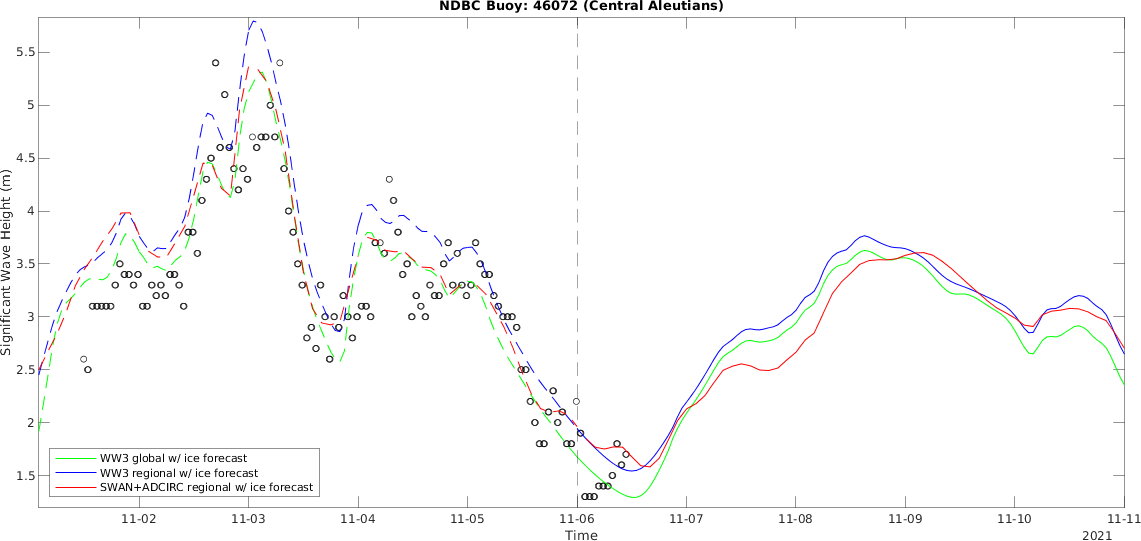 NDBC Buoy: 46072 (Central Aleutians)
5.5
5
4.5
4
3.5
3
2.5
2
1.5
Significant Wave Height (m)
WW3 global w/ ice forecast
WW3 regional w/ ice forecast
SWAN+ADCIRC regional w/ ice forecast
11-02 11-03 11-04 11-05 11-06 11-07 11-08 11-09 11-10 11-11
Time
2021